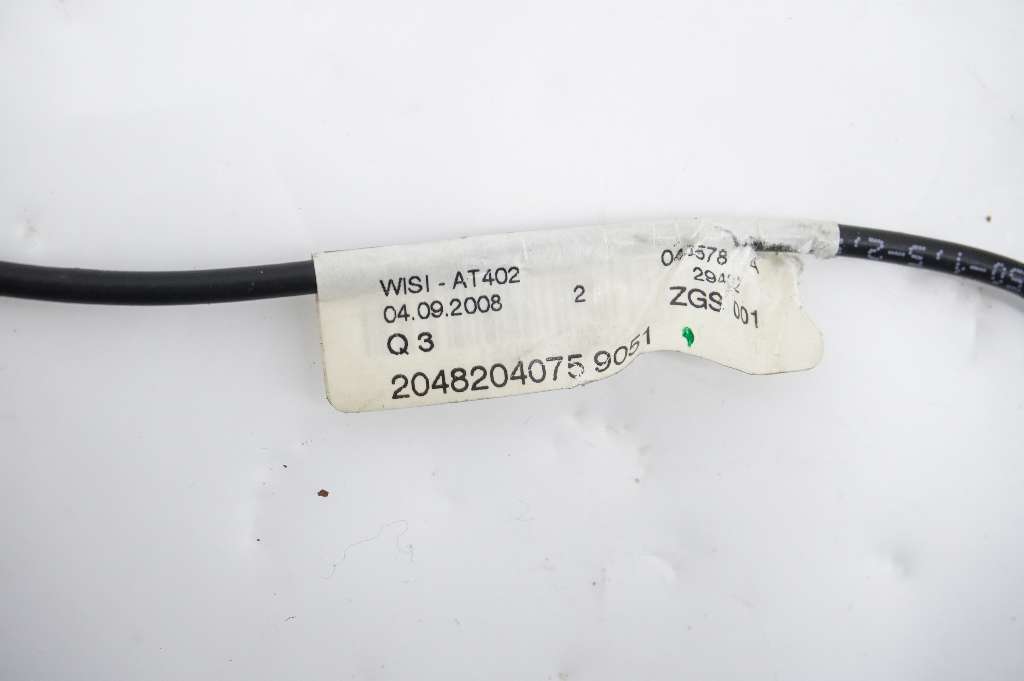 WISI - AT402
04.09.2008
2
Q 3
2048204075 9051
ZGS 001